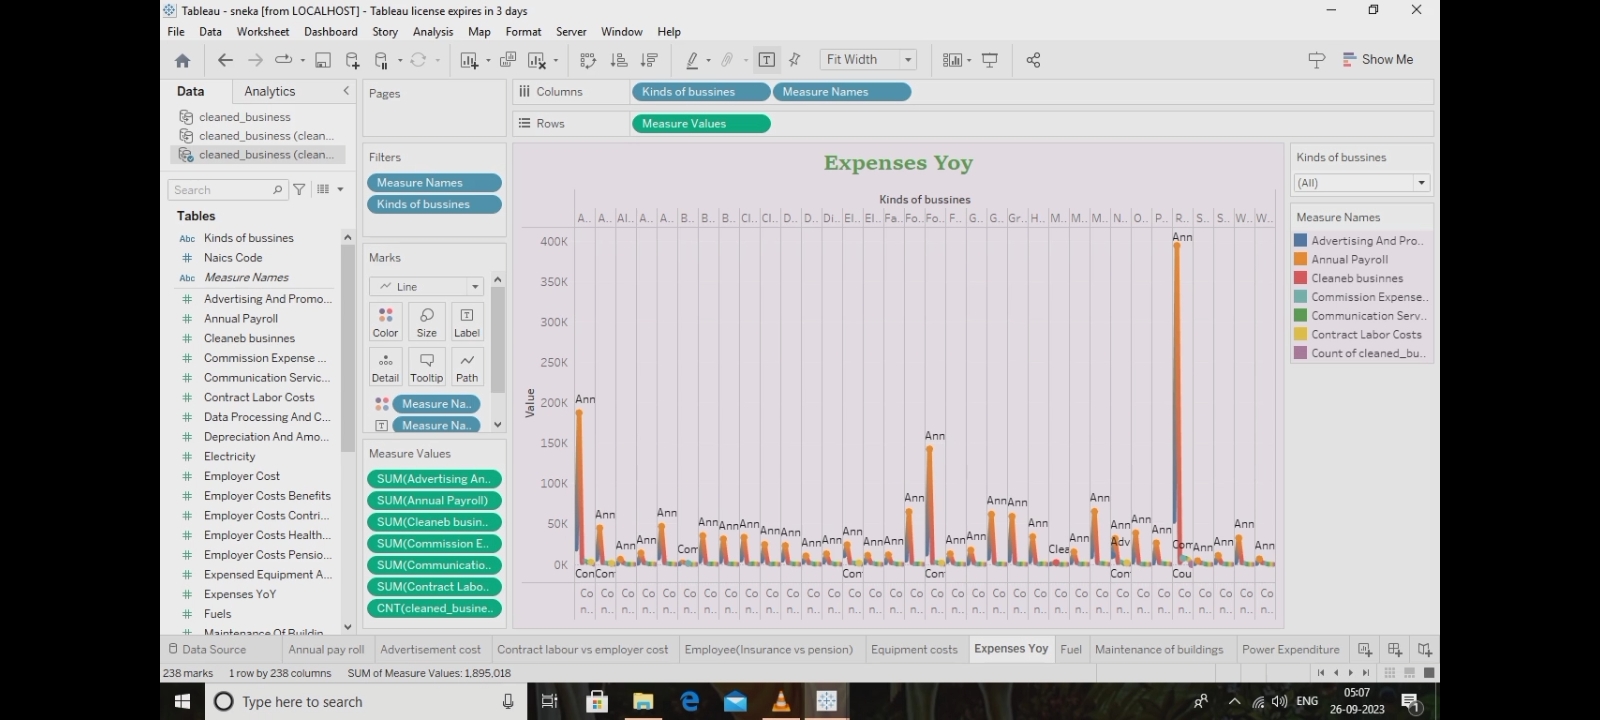 Tableau - sneka [from LOCALHOST] - Tableau license expires in 3 days
File Data Worksheet Dashboard Story Analysis Map Format Server Window Help
Fit Width
Show Me
Data
Analytics
cleaned_business
cleaned_business (clean...
cleaned_business (clean...
Search
Tables
Abc Kinds of bussines
# Naics Code
Abc Measure Names
# Advertising And Promo...
# Annual Payroll
# Cleaneb businnes
# Commission Expense ...
# Communication Servic...
# Contract Labor Costs
# Data Processing And C...
# Depreciation And Amo...
# Electricity
# Employer Cost
# Employer Costs Benefits
# Employer Costs Contri...
# Employer Costs Health...
# Employer Costs Pensio...
# Expensed Equipment A...
# Expenses YoY
# Fuels
# Maintenance Of Buildin
Pages
Filters
Measure Names
Kinds of bussines
Marks
Line
Color Size Label
Detail Tooltip Path
Measure Na..
Measure Na..
Measure Values
SUM(Advertising An..
SUM(Annual Payroll)
SUM(Cleaneb busin..
SUM(Commission E..
SUM(Communicatio..
SUM(Contract Labo..
CNT(cleaned_busine..
Columns Kinds of bussines Measure Names
Rows Measure Values
Expenses Yoy
Kinds of bussines
A.. A.. Al.. A.. A.. B.. B.. B.. Cl.. Cl.. D.. D.. Di.. El.. El.. Fa.. Fo.. Fo.. F.. G.. G.. Gr.. H.. M.. M.. M.. N.. O.. P.. R.. S.. S.. W.. W..
Value
400K
350K
300K
250K
200K
150K
100K
50K
0K
Ann
Ann
Ann
Ann Ann Ann Ann Ann
Ann Ann Ann Ann Ann Ann Ann Ann Ann Ann Ann Ann Ann Ann
Ann Ann Com Ann Ann Ann Ann Ann Clea Ann Adv Com Ann Ann
Con Con Con Con Con Cou
Co Co Co Co Co Co Co Co Co Co Co Co Co Co Co Co Co Co Co Co Co Co Co Co Co Co Co Co Co Co Co Co Co Co
n.. n.. n.. n.. n.. n.. n.. n.. n.. n.. n.. n.. n.. n.. n.. n.. n.. n.. n.. n.. n.. n.. n.. n.. n.. n.. n.. n.. n.. n.. n.. n.. n.. n..
Kinds of bussines
(All)
Measure Names
Advertising And Pro..
Annual Payroll
Cleaneb businnes
Commission Expense..
Communication Serv..
Contract Labor Costs
Count of cleaned_bu..
Data Source Annual pay roll Advertisement cost Contract labour vs employer cost Employee(Insurance vs pension) Equipment costs Expenses Yoy Fuel Maintenance of buildings Power Expenditure
238 marks 1 row by 238 columns SUM of Measure Values: 1,895,018
Type here to search
ENG
05:07
26-09-2023
1